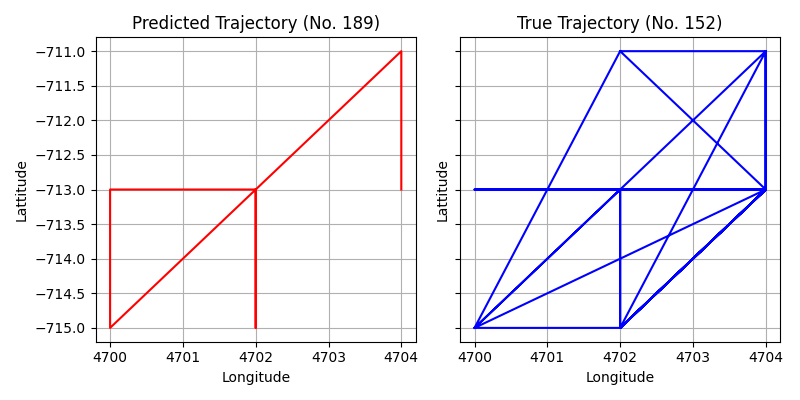 Predicted Trajectory (No. 189)
True Trajectory (No. 152)
−711.0
−711.5
−712.0
−712.5
−713.0
−713.5
−714.0
−714.5
−715.0
Lattitude
Lattitude
4700 4701 4702 4703 4704
4700 4701 4702 4703 4704
Longitude
Longitude